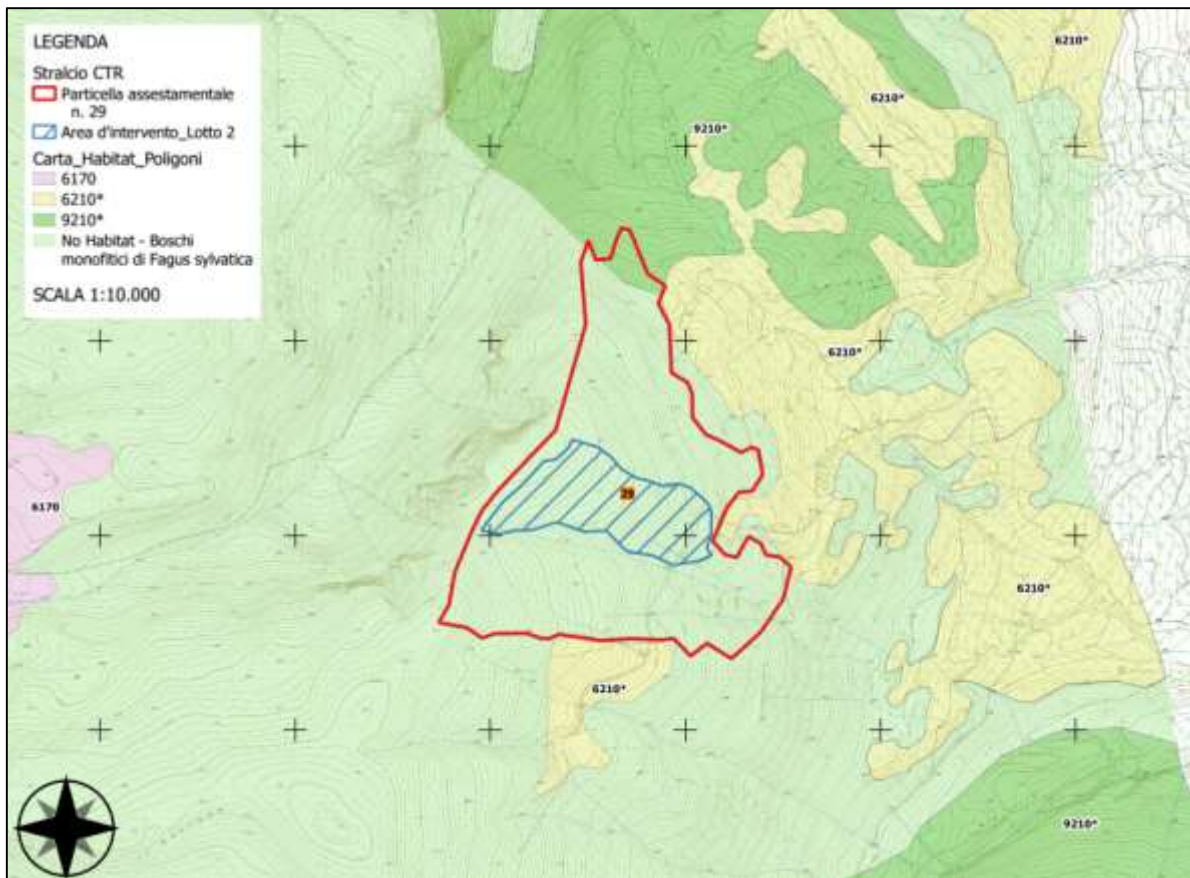 LEGENDA
Stralcio CTR
Particella assestamentale
n. 29
Area d'intervento_Lotto 2
Carta_Habitat_Poligoni
6170
6210*
9210*
No Habitat - Boschi
monofitici di Fagus sylvatica
SCALA 1:10.000
6210*
6210*
9210*
6210*
29
6170
6210*
6210*
9210*